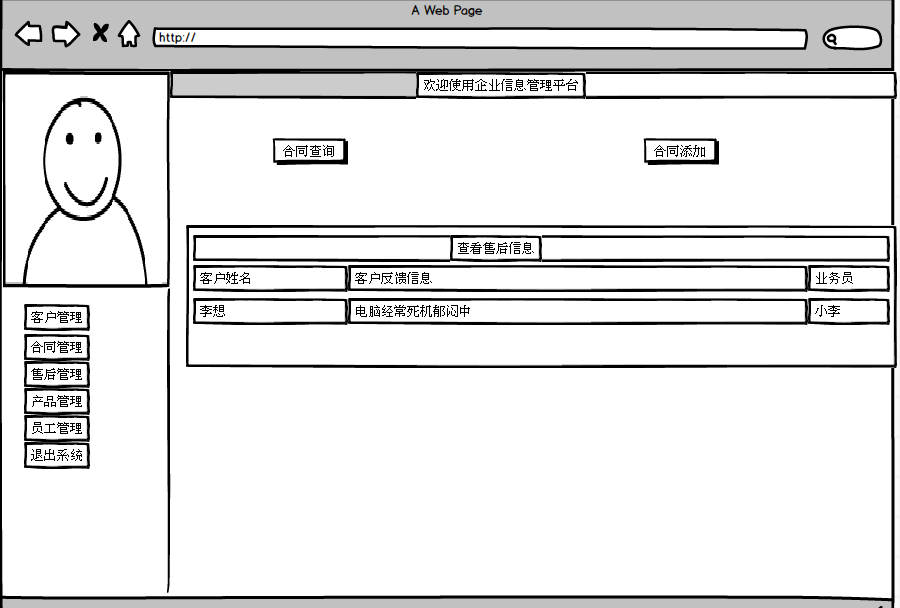 A Web Page
http://
欢迎使用企业信息管理平台
合同查询
合同添加
查看售后信息
客户姓名 客户反馈信息 业务员
李想 电脑经常死机郁闷中 小李
客户管理
合同管理
售后管理
产品管理
员工管理
退出系统